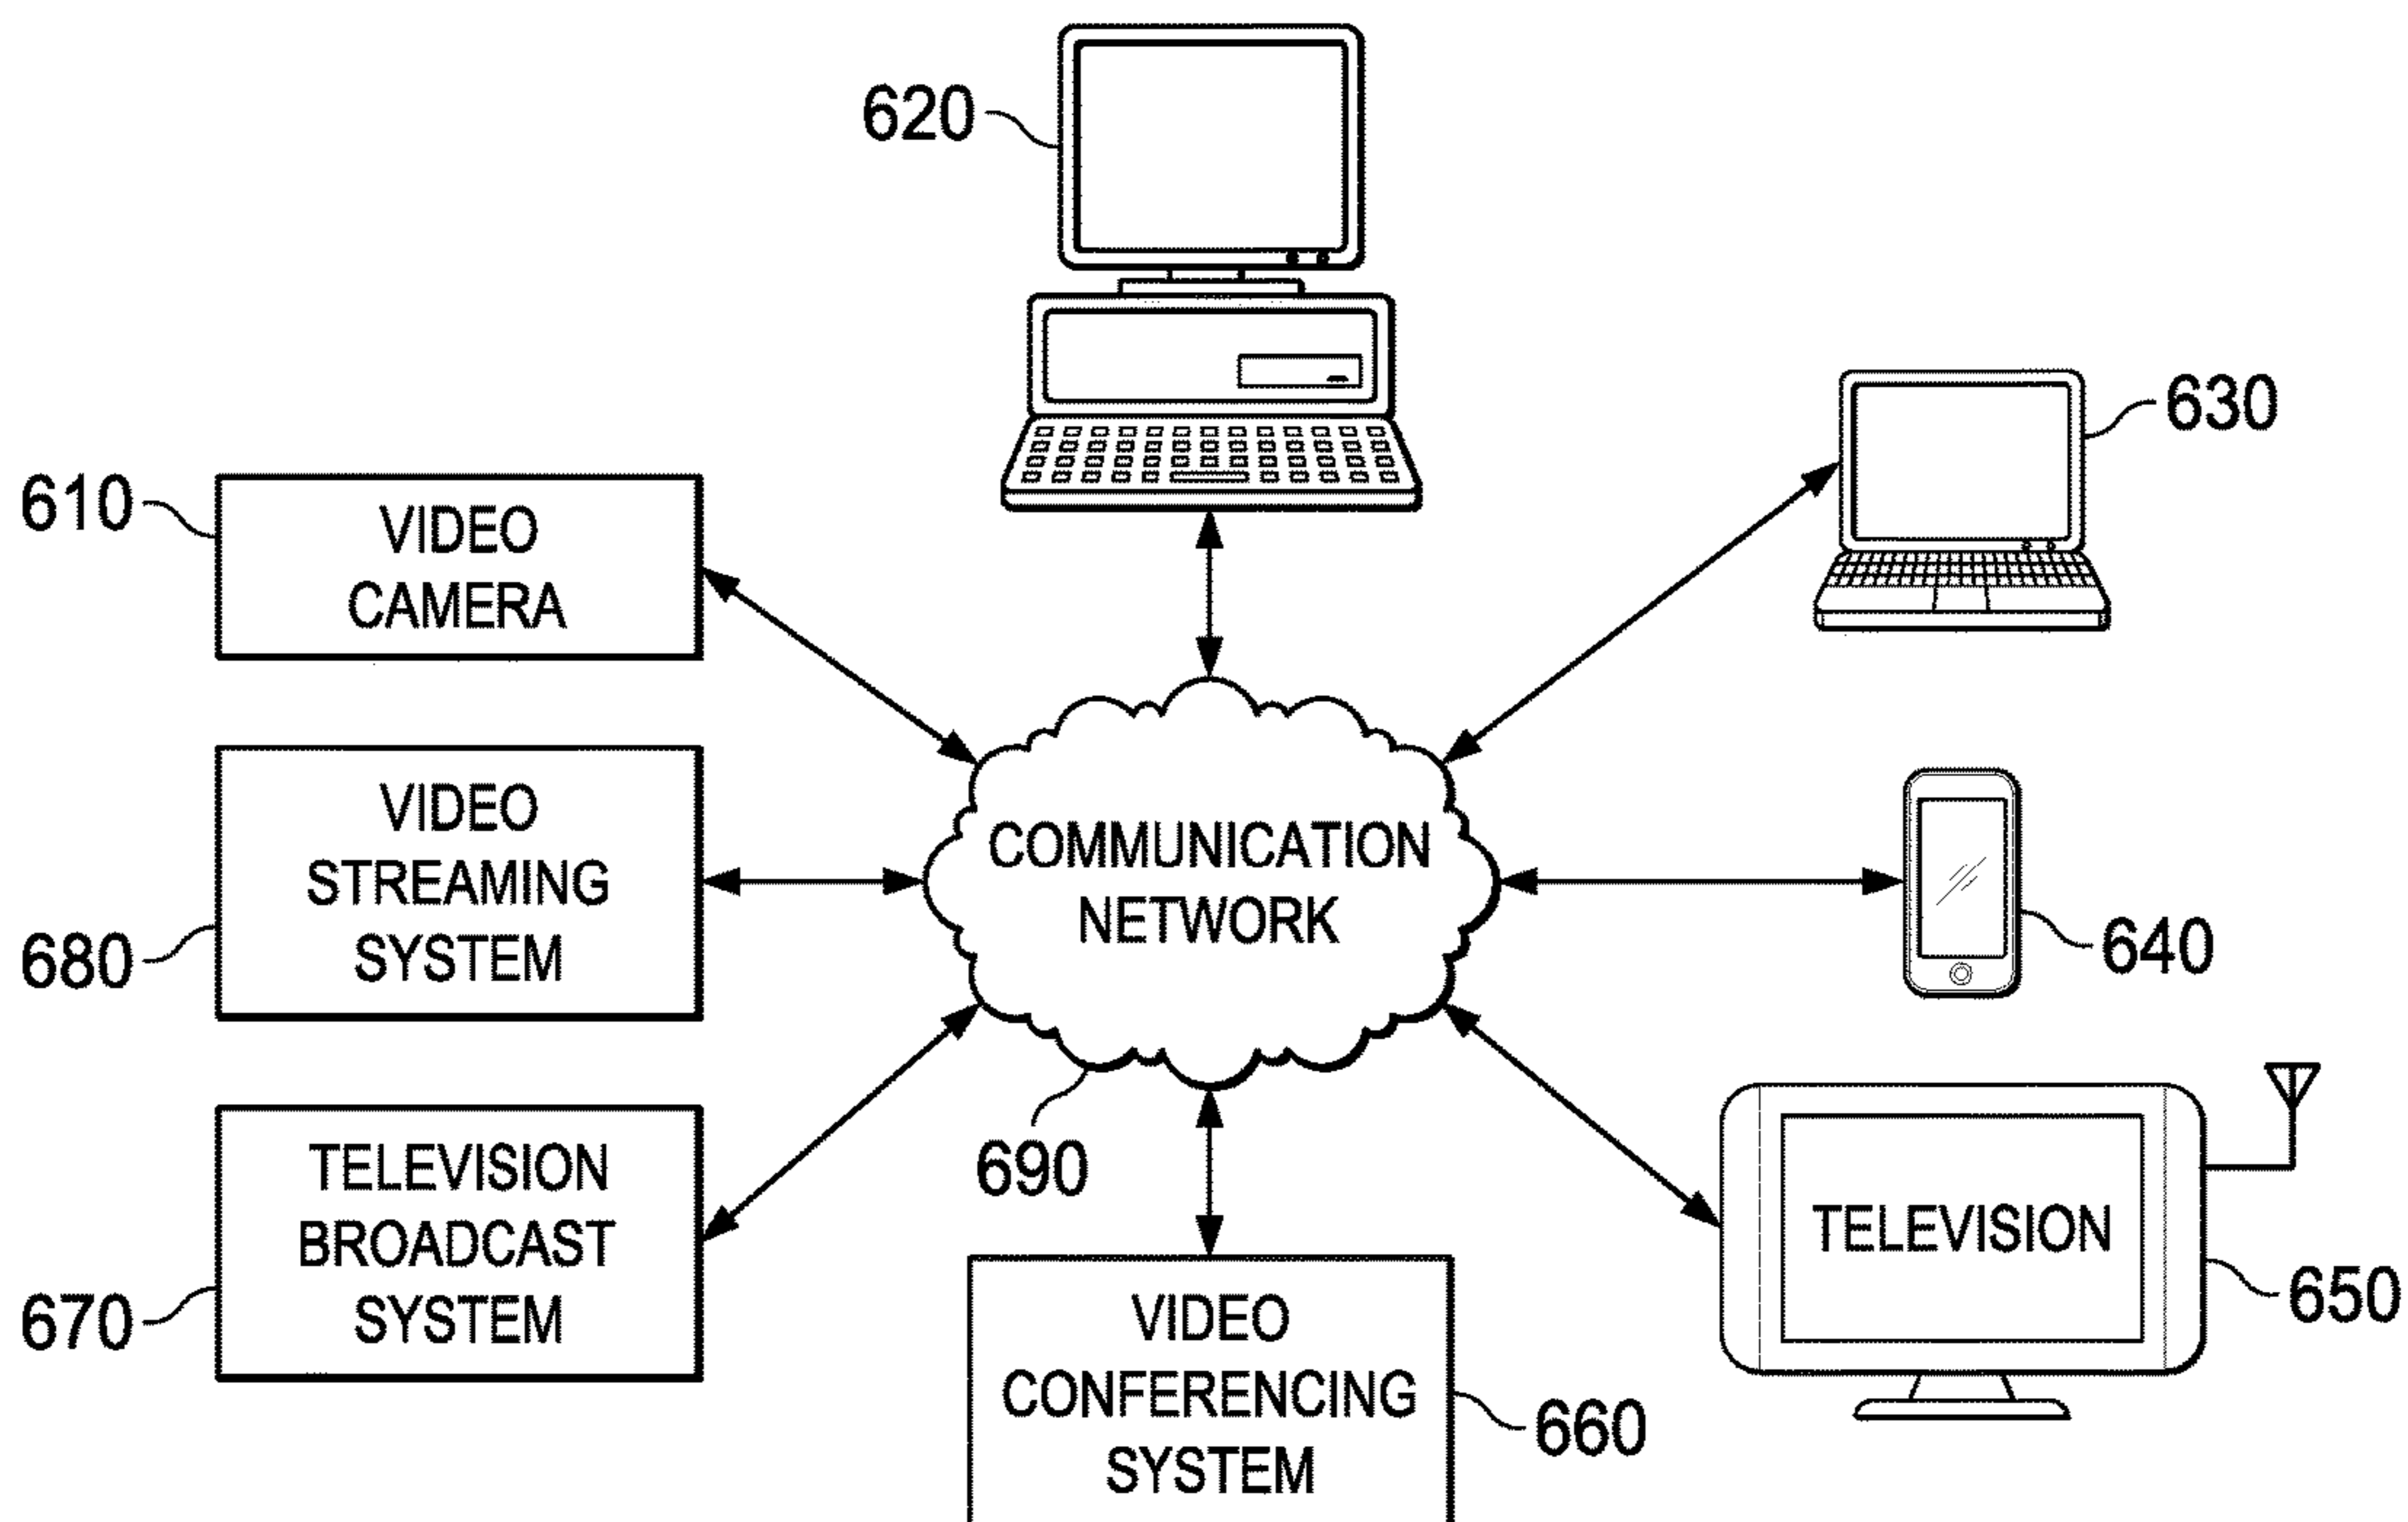 620
630
610
VIDEO
CAMERA
VIDEO
STREAMING
SYSTEM
680
COMMUNICATION
NETWORK
690
640
TELEVISION
BROADCAST
SYSTEM
670
TELEVISION
650
VIDEO
CONFERENCING
SYSTEM
660